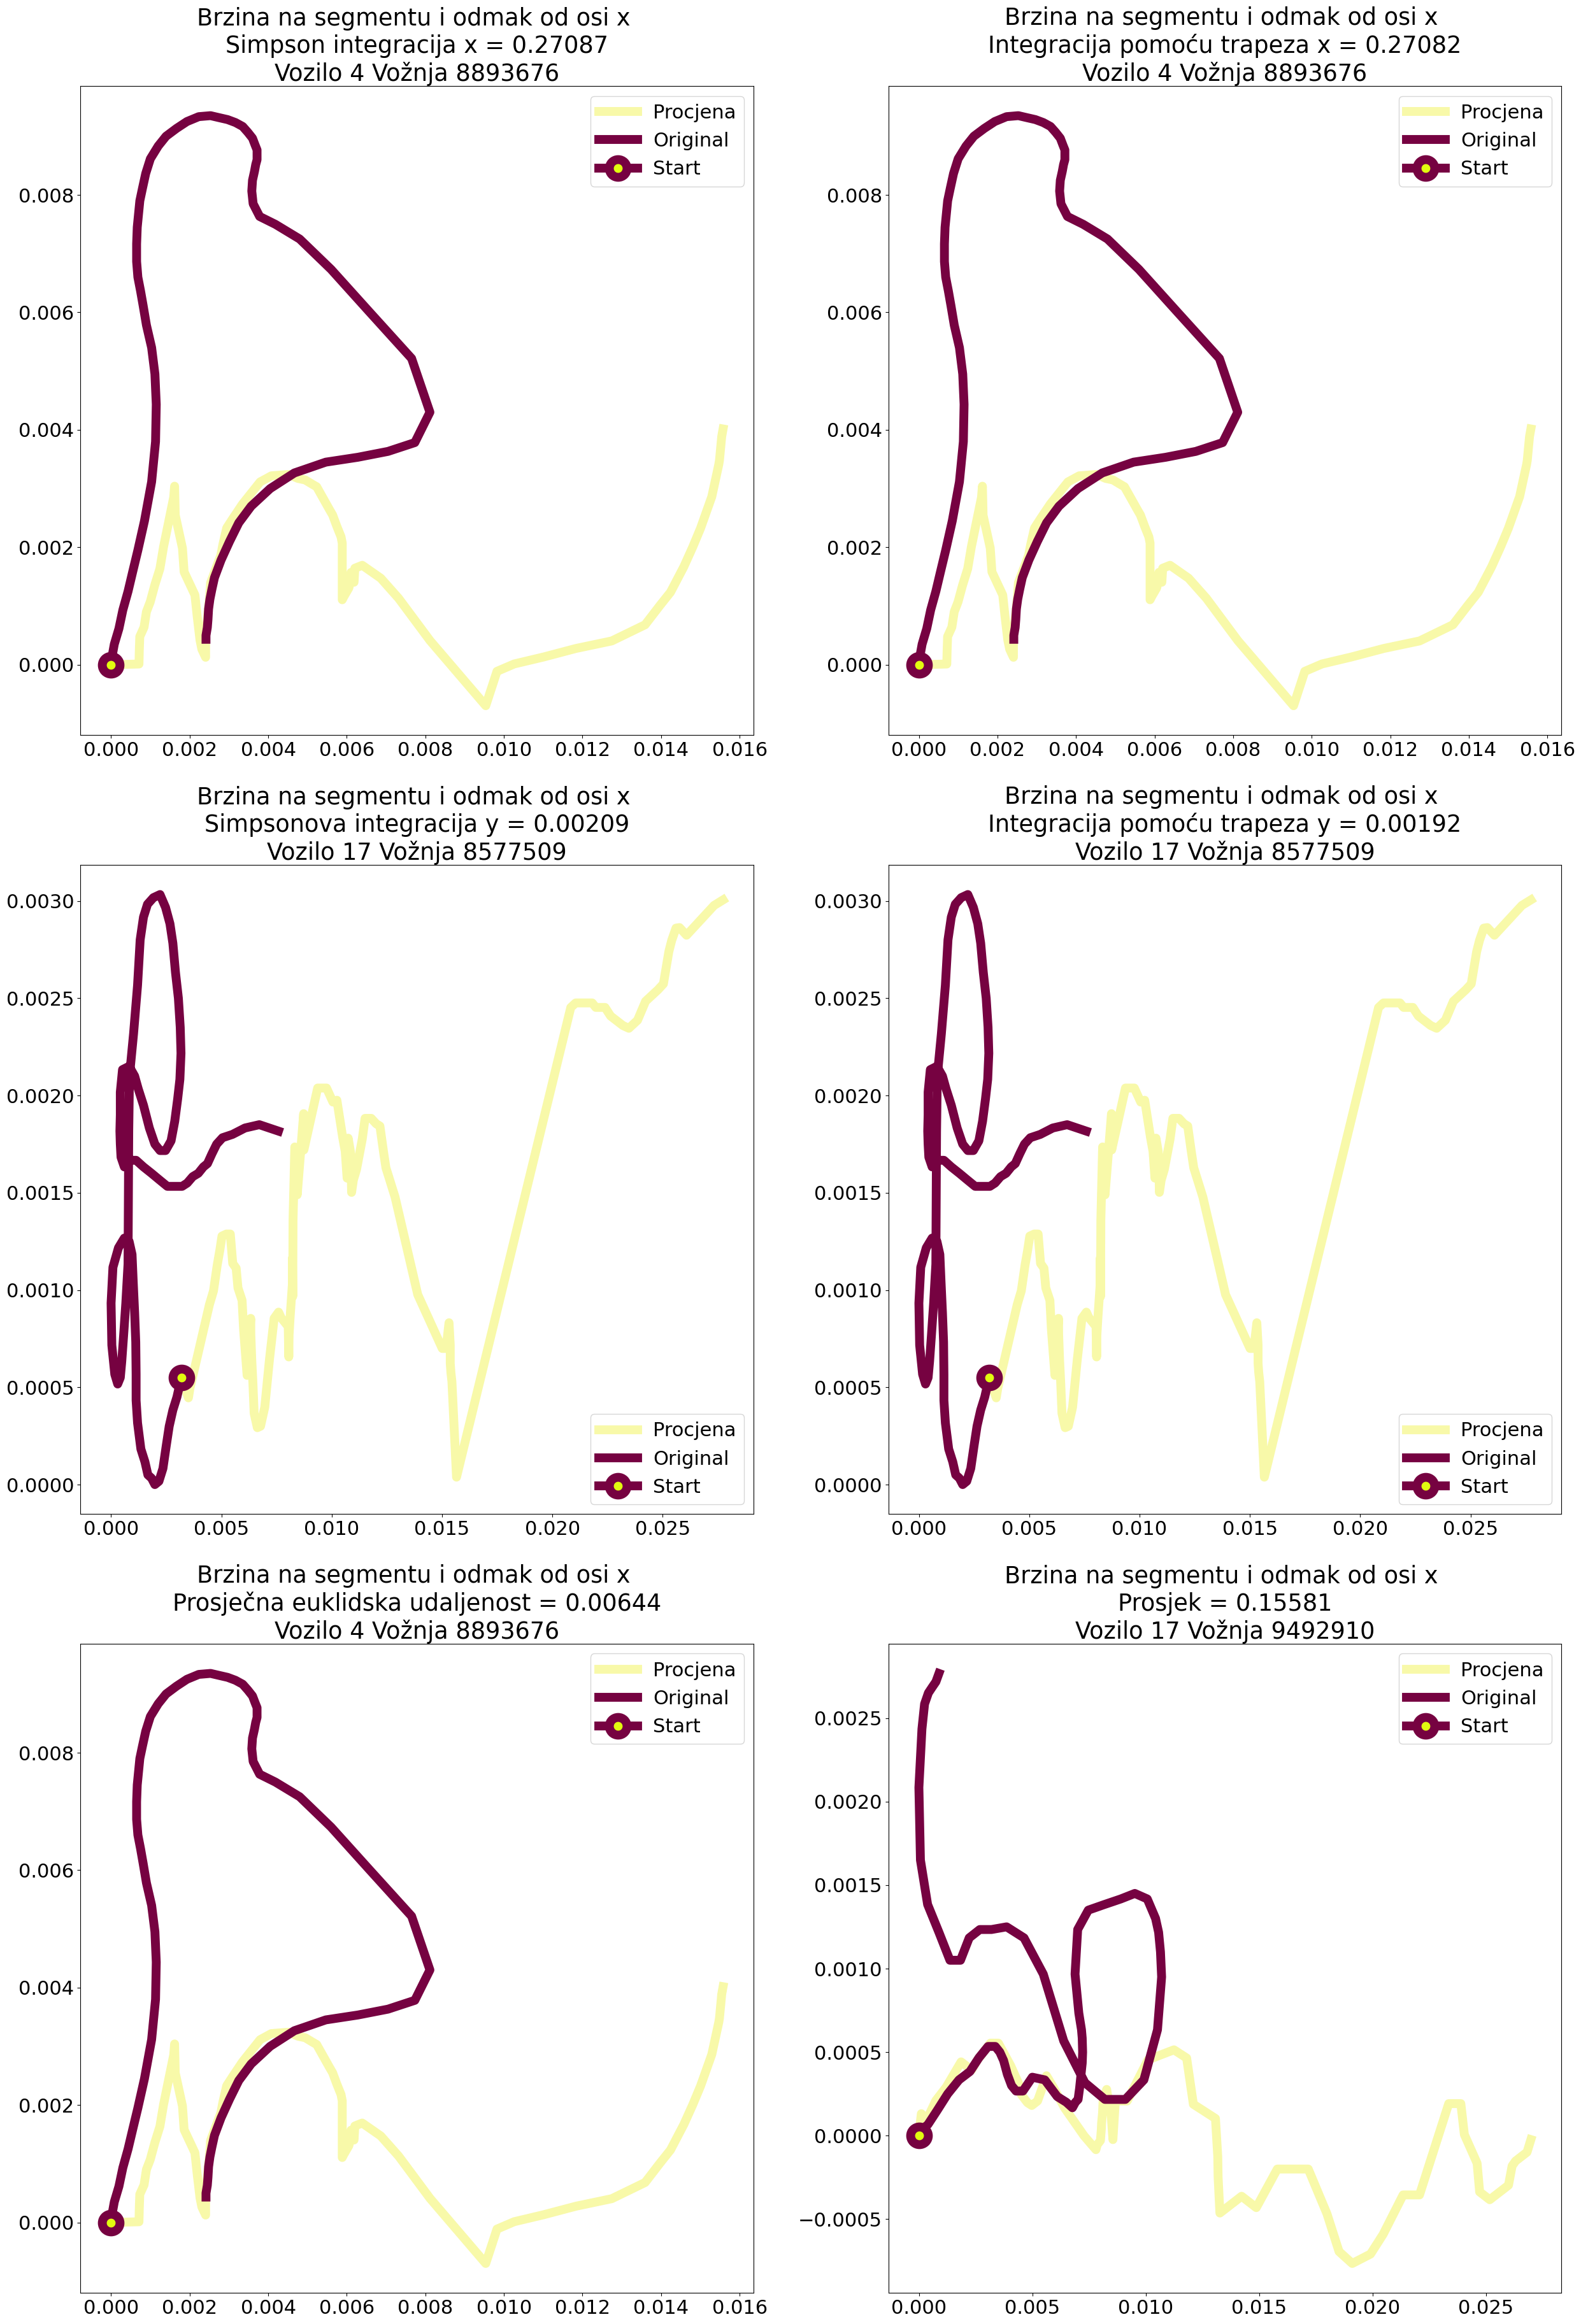 Brzina na segmentu i odmak od osi x
Simpson integracija x = 0.27087
Vozilo 4 Vožnja 8893676
Procjena
Original
Start
0.008
0.006
0.004
0.002
0.000
0.000 0.002 0.004 0.006 0.008 0.010 0.012 0.014 0.016
Brzina na segmentu i odmak od osi x
Integracija pomoću trapeza x = 0.27082
Vozilo 4 Vožnja 8893676
Procjena
Original
Start
0.008
0.006
0.004
0.002
0.000
0.000 0.002 0.004 0.006 0.008 0.010 0.012 0.014 0.016
Brzina na segmentu i odmak od osi x
Simpsonova integracija y = 0.00209
Vozilo 17 Vožnja 8577509
0.0030
0.0025
0.0020
0.0015
0.0010
0.0005
0.0000
Procjena
Original
Start
0.000 0.005 0.010 0.015 0.020 0.025
Brzina na segmentu i odmak od osi x
Integracija pomoću trapeza y = 0.00192
Vozilo 17 Vožnja 8577509
0.0030
0.0025
0.0020
0.0015
0.0010
0.0005
0.0000
Procjena
Original
Start
0.000 0.005 0.010 0.015 0.020 0.025
Brzina na segmentu i odmak od osi x
Prosječna euklidska udaljenost = 0.00644
Vozilo 4 Vožnja 8893676
Procjena
Original
Start
0.008
0.006
0.004
0.002
0.000
0.000 0.002 0.004 0.006 0.008 0.010 0.012 0.014 0.016
Brzina na segmentu i odmak od osi x
Prosjek = 0.15581
Vozilo 17 Vožnja 9492910
Procjena
Original
Start
0.0025
0.0020
0.0015
0.0010
0.0005
0.0000
−0.0005
0.000 0.005 0.010 0.015 0.020 0.025